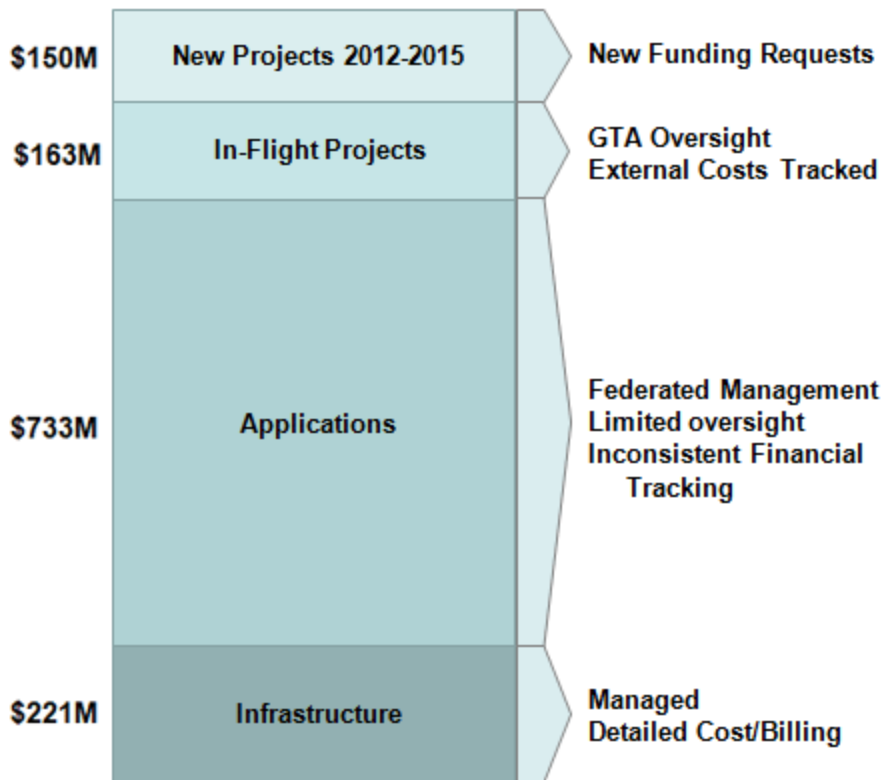 $150M
New Projects 2012-2015
New Funding Requests
$163M
In-Flight Projects
GTA Oversight
External Costs Tracked
$733M
Applications
Federated Management
Limited oversight
Inconsistent Financial
Tracking
$221M
Infrastructure
Managed
Detailed Cost/Billing